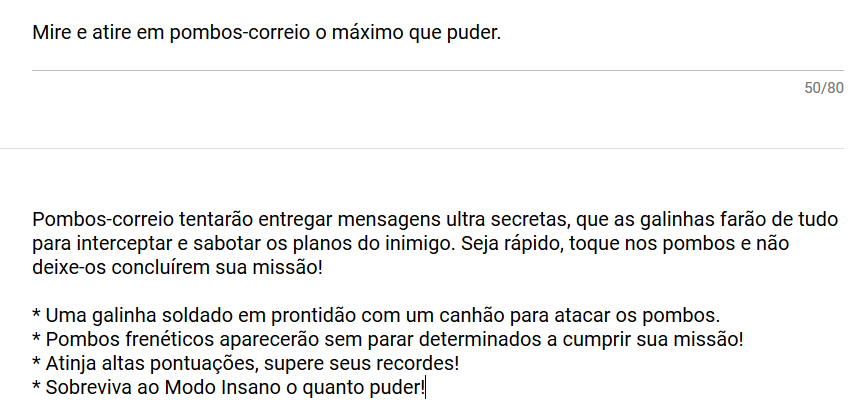 Mire e atire em pombos-correio o máximo que puder.
50/80
Pombos-correio tentarão entregar mensagens ultra secretas, que as galinhas farão de tudo
para interceptar e sabotar os planos do inimigo. Seja rápido, toque nos pombos e não
deixe-os concluírem sua missão!
* Uma galinha soldado em prontidão com um canhão para atacar os pombos.
* Pombos frenéticos aparecerão sem parar determinados a cumprir sua missão!
* Atinja altas pontuações, supere seus recordes!
* Sobreviva ao Modo Insano o quanto puder!